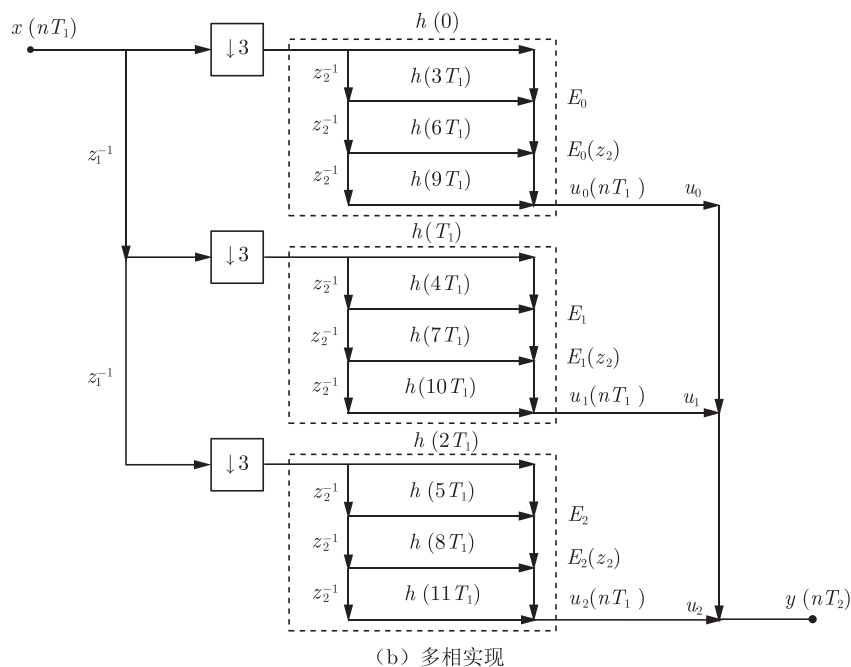 h (0)
x (nT₁)
↓3
z₂⁻¹
h(3T₁)
E₀
z₂⁻¹
h(6T₁)
z₁⁻¹
E₀(z₂)
z₂⁻¹
h(9T₁)
u₀(nT₁)
u₀
h(T₁)
↓3
z₂⁻¹
h(4T₁)
E₁
z₂⁻¹
h(7T₁)
E₁(z₂)
z₁⁻¹
z₂⁻¹
h(10T₁)
u₁(nT₁)
u₁
h (2T₁)
↓3
z₂⁻¹
h (5T₁)
E₂
z₂⁻¹
h (8T₁)
E₂(z₂)
z₂⁻¹
h (11T₁)
u₂(nT₁)
u₂
y (nT₂)
（b）多相实现